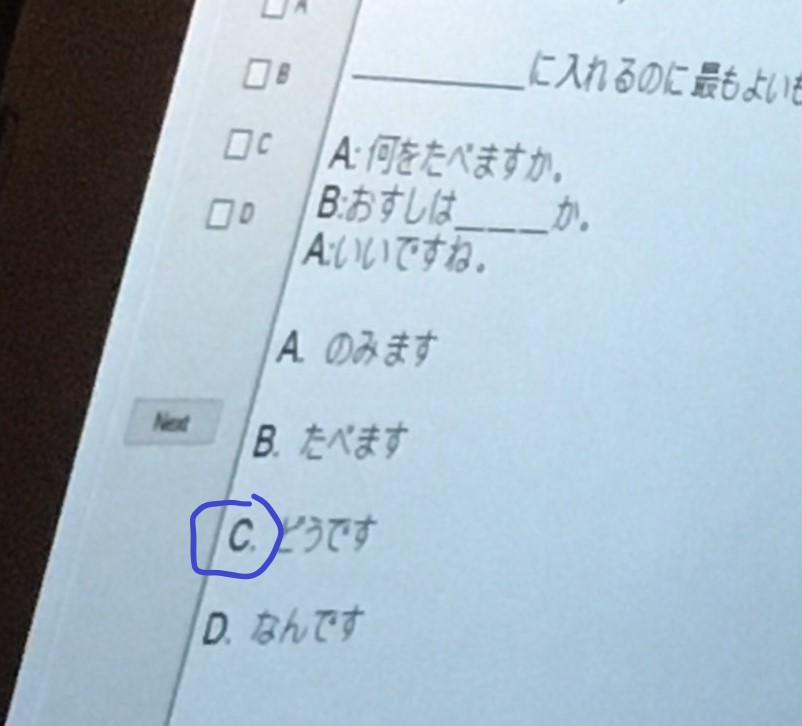 A
B
C
D
Next
______に入れるのに最もよいも
A:何をたべますか。
B:おすしは______か。
A:いいですね。
A. のみます
B. たべます
C. どうです
D. なんです